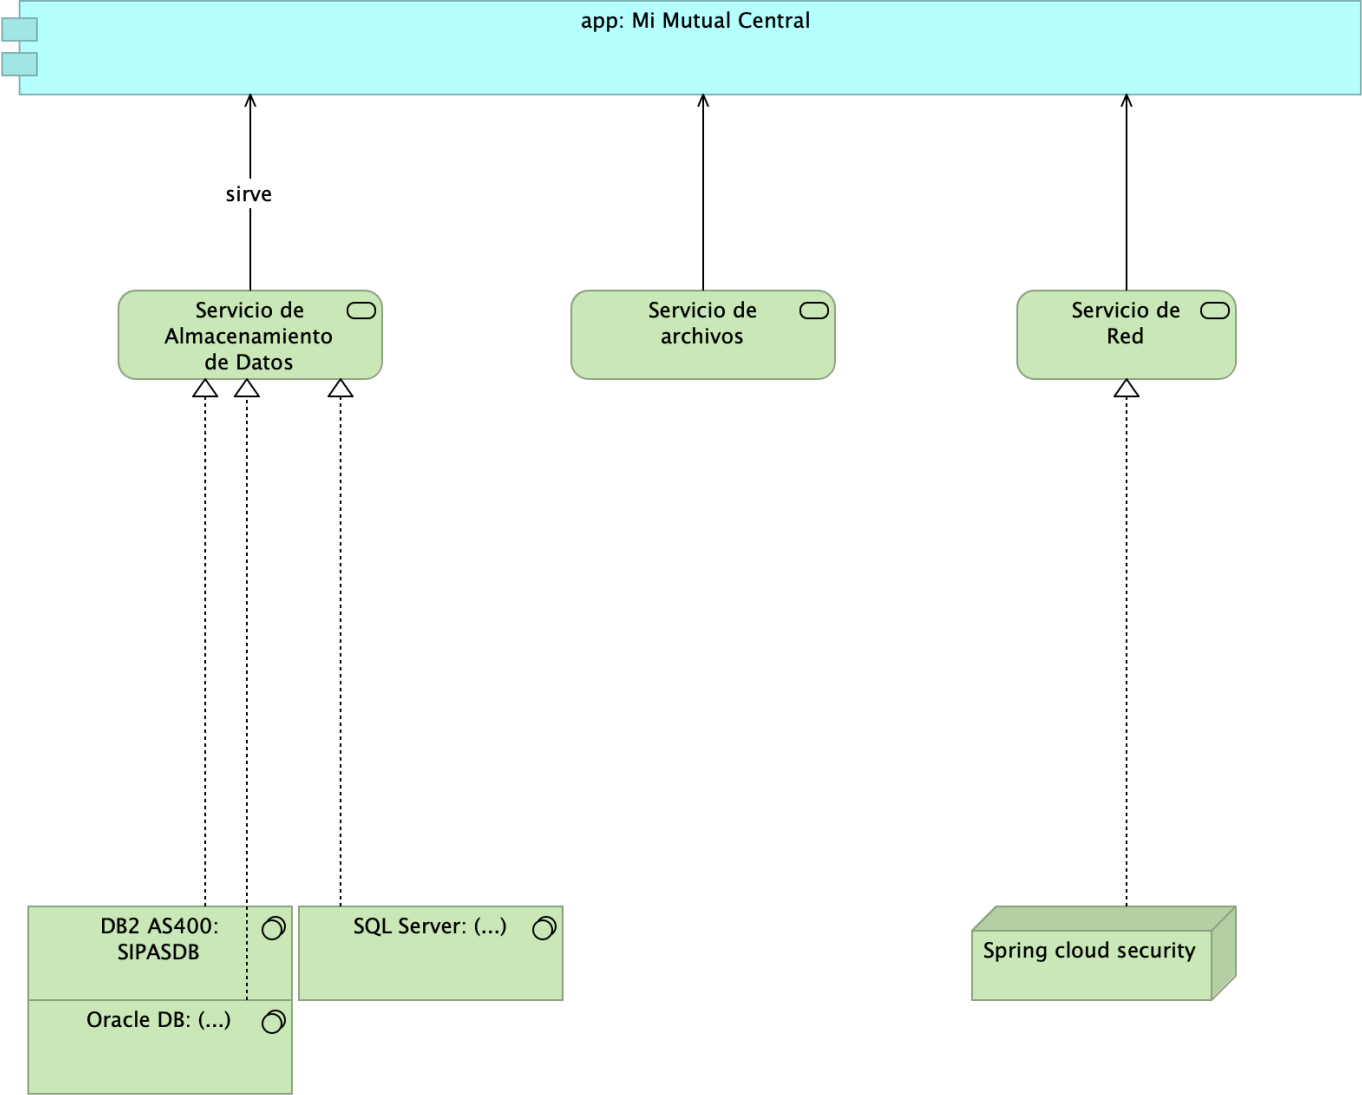 app: Mi Mutual Central
sirve
Servicio de
Almacenamiento
de Datos
Servicio de
archivos
Servicio de
Red
DB2 AS400:
SIPASDB
SQL Server: (...)
Oracle DB: (...)
Spring cloud security